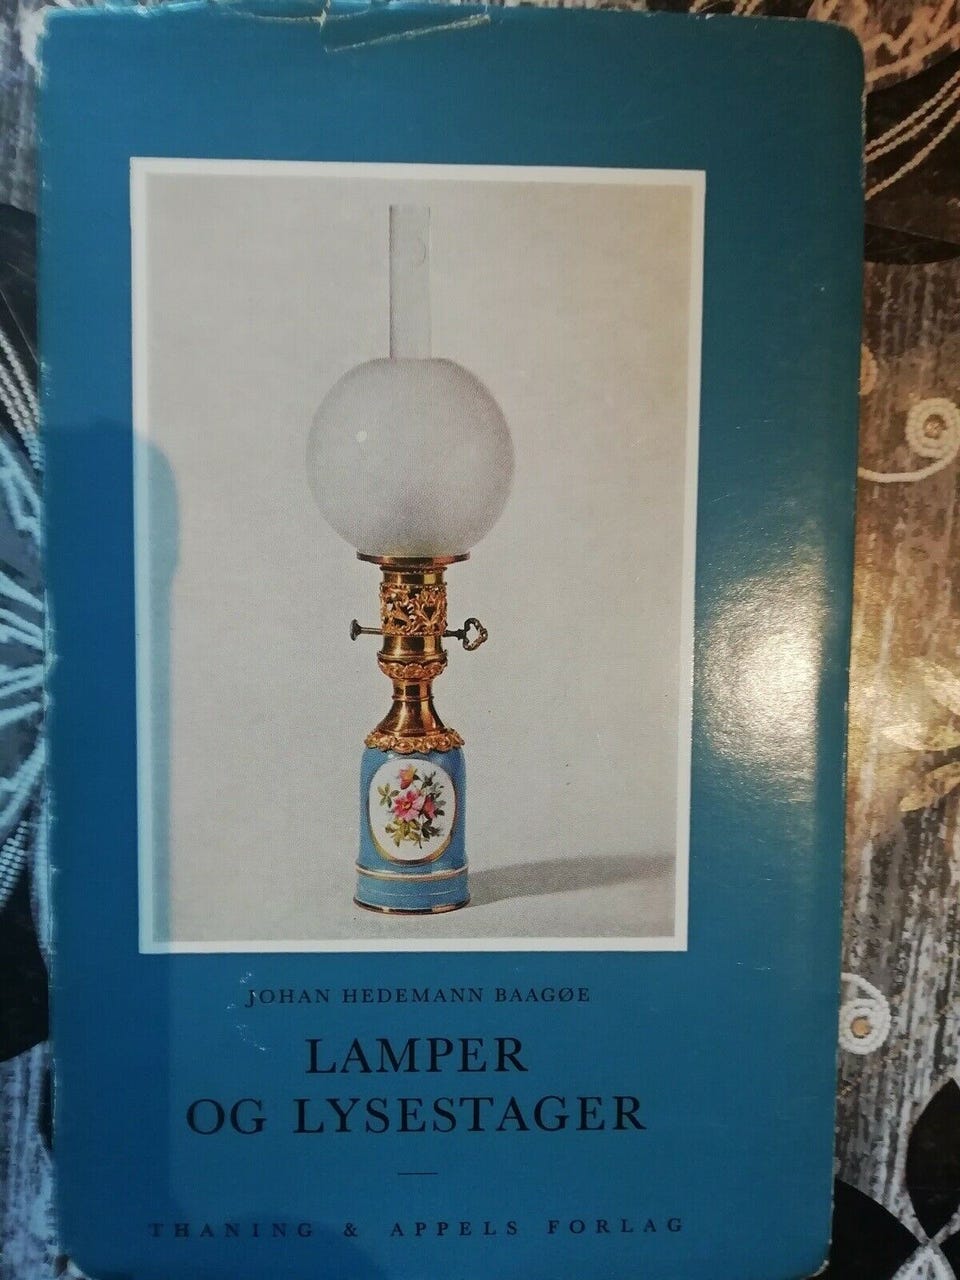 JOHAN HEDEMANN BAAGØE
LAMPER
OG LYSESTAGER
THANING & APPELS FORLAG